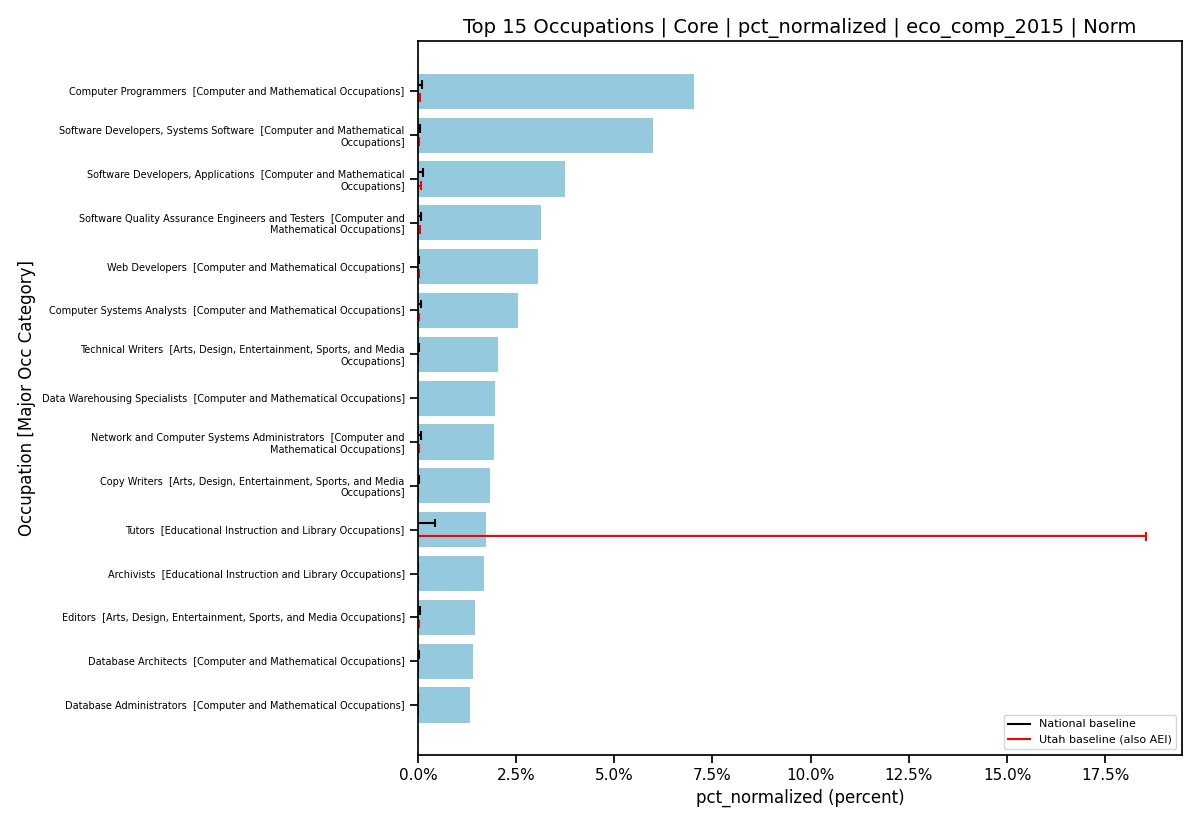 Top 15 Occupations | Core | pct_normalized | eco_comp_2015 | Norm
Occupation [Major Occ Category]
Computer Programmers  [Computer and Mathematical Occupations]
Software Developers, Systems Software  [Computer and Mathematical
Occupations]
Software Developers, Applications  [Computer and Mathematical
Occupations]
Software Quality Assurance Engineers and Testers  [Computer and
Mathematical Occupations]
Web Developers  [Computer and Mathematical Occupations]
Computer Systems Analysts  [Computer and Mathematical Occupations]
Technical Writers  [Arts, Design, Entertainment, Sports, and Media
Occupations]
Data Warehousing Specialists  [Computer and Mathematical Occupations]
Network and Computer Systems Administrators  [Computer and
Mathematical Occupations]
Copy Writers  [Arts, Design, Entertainment, Sports, and Media
Occupations]
Tutors  [Educational Instruction and Library Occupations]
Archivists  [Educational Instruction and Library Occupations]
Editors  [Arts, Design, Entertainment, Sports, and Media Occupations]
Database Architects  [Computer and Mathematical Occupations]
Database Administrators  [Computer and Mathematical Occupations]
National baseline
Utah baseline (also AEI)
0.0% 2.5% 5.0% 7.5% 10.0% 12.5% 15.0% 17.5%
pct_normalized (percent)